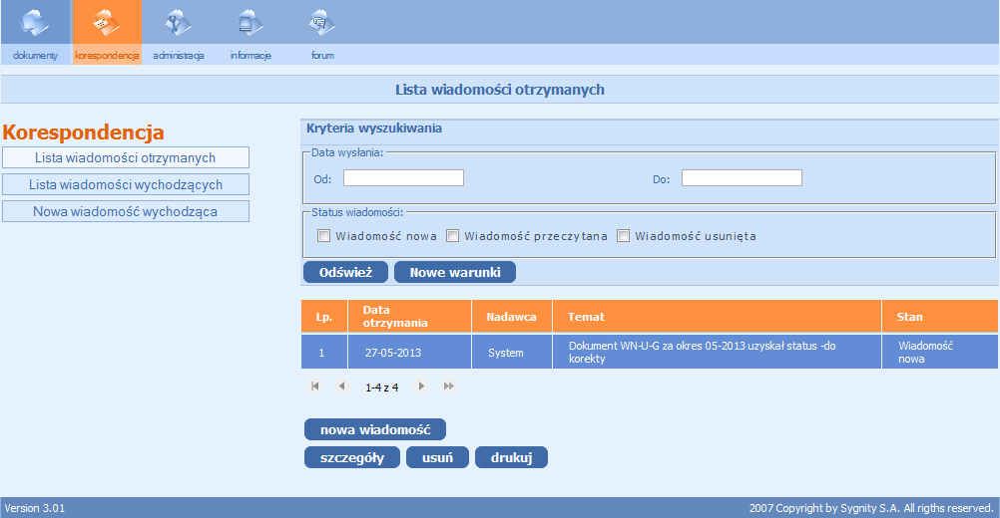 dokumenty korespondencja administracja informacje forum
Lista wiadomości otrzymanych
Korespondencja
Lista wiadomości otrzymanych
Lista wiadomości wychodzących
Nowa wiadomość wychodząca
Kryteria wyszukiwania
Data wysłania:
Od: Do:
Status wiadomości:
Wiadomość nowa Wiadomość przeczytana Wiadomość usunięta
Odśwież Nowe warunki
Lp. Data otrzymania Nadawca Temat Stan
1 27-05-2013 System Dokument WN-U-G za okres 05-2013 uzyskał status -do korekty Wiadomość nowa
1-4 z 4
nowa wiadomość
szczegóły usuń drukuj
Version 3.01 2007 Copyright by Sygnity S.A. All rigths reserved.